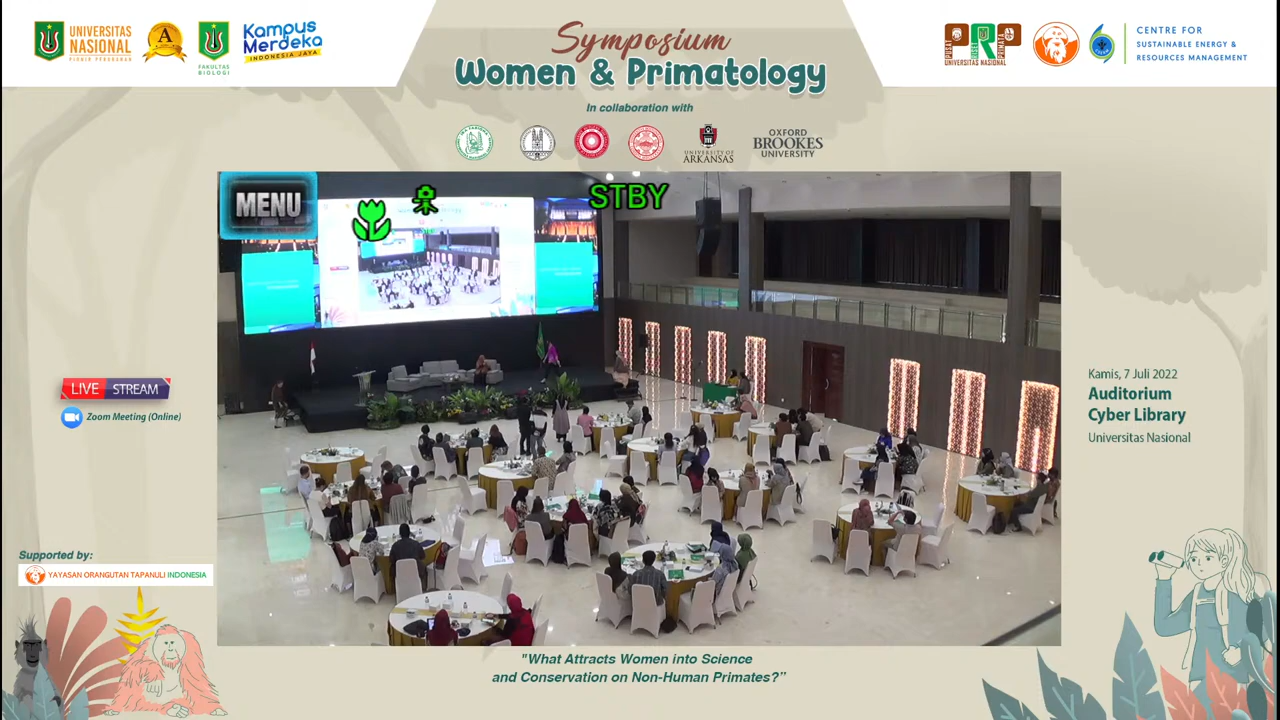 UNIVERSITAS
NASIONAL
PIONIR PERUBAHAN
A
FAKULTAS
BIOLOGI
Kampus
Merdeka
INDONESIA JAYA
Symposium
Women & Primatology
In collaboration with
PRP
UNIVERSITAS NASIONAL
CENTRE FOR
SUSTAINABLE ENERGY &
RESOURCES MANAGEMENT
UNIVERSITY OF
ARKANSAS
OXFORD
BROOKES
UNIVERSITY
MENU
STBY
LIVE STREAM
Zoom Meeting (Online)
Kamis, 7 Juli 2022
Auditorium
Cyber Library
Universitas Nasional
Supported by:
YAYASAN ORANGUTAN TAPANULI INDONESIA
"What Attracts Women into Science
and Conservation on Non-Human Primates?"